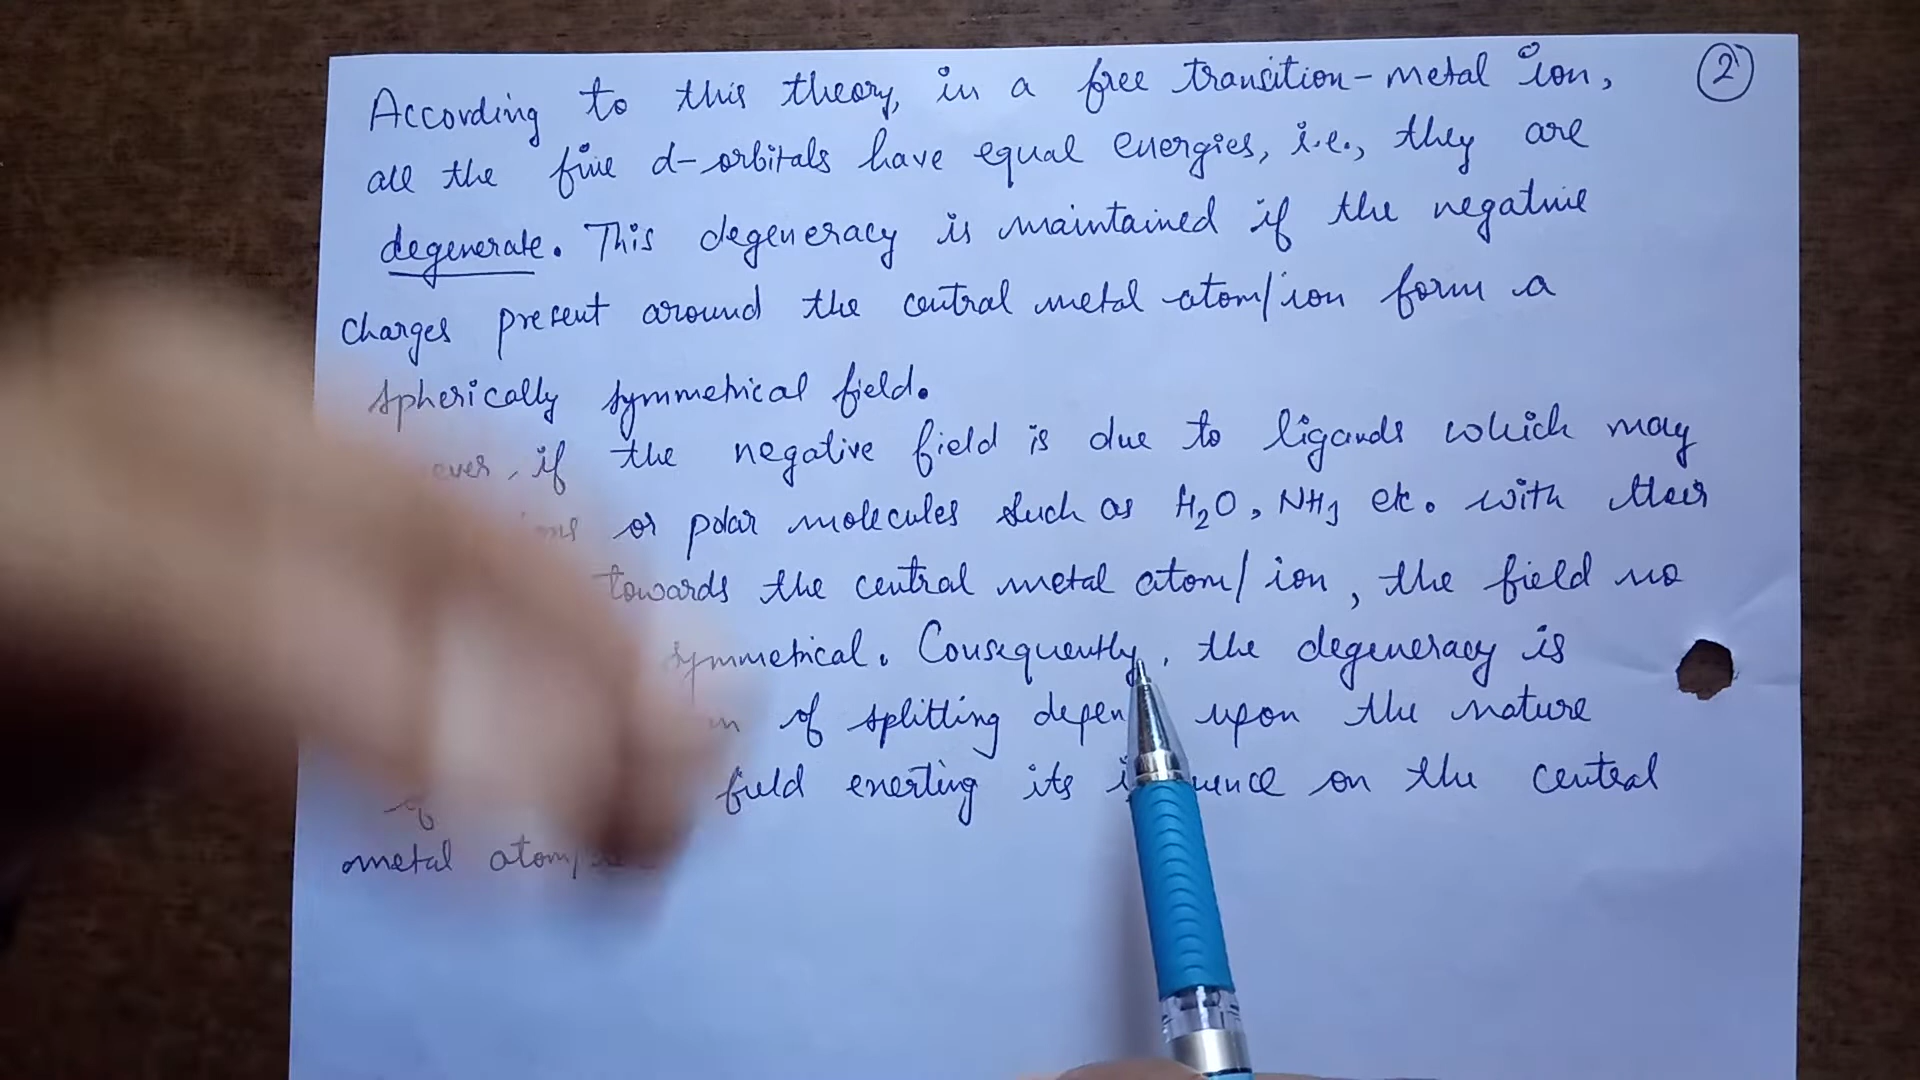 2
According to this theory, in a free transition-metal ion,
all the five d-orbitals have equal energies, i.e., they are
degenerate. This degeneracy is maintained if the negative
charges present around the central metal atom/ion form a
spherically symmetrical field.
if the negative field is due to ligands which may
or polar molecules such as H₂O, NH₃ etc. with their
towards the central metal atom/ion, the field no
symmetrical. Consequently, the degeneracy is
of splitting upon the nature
field exerting its on the central
metal atom/